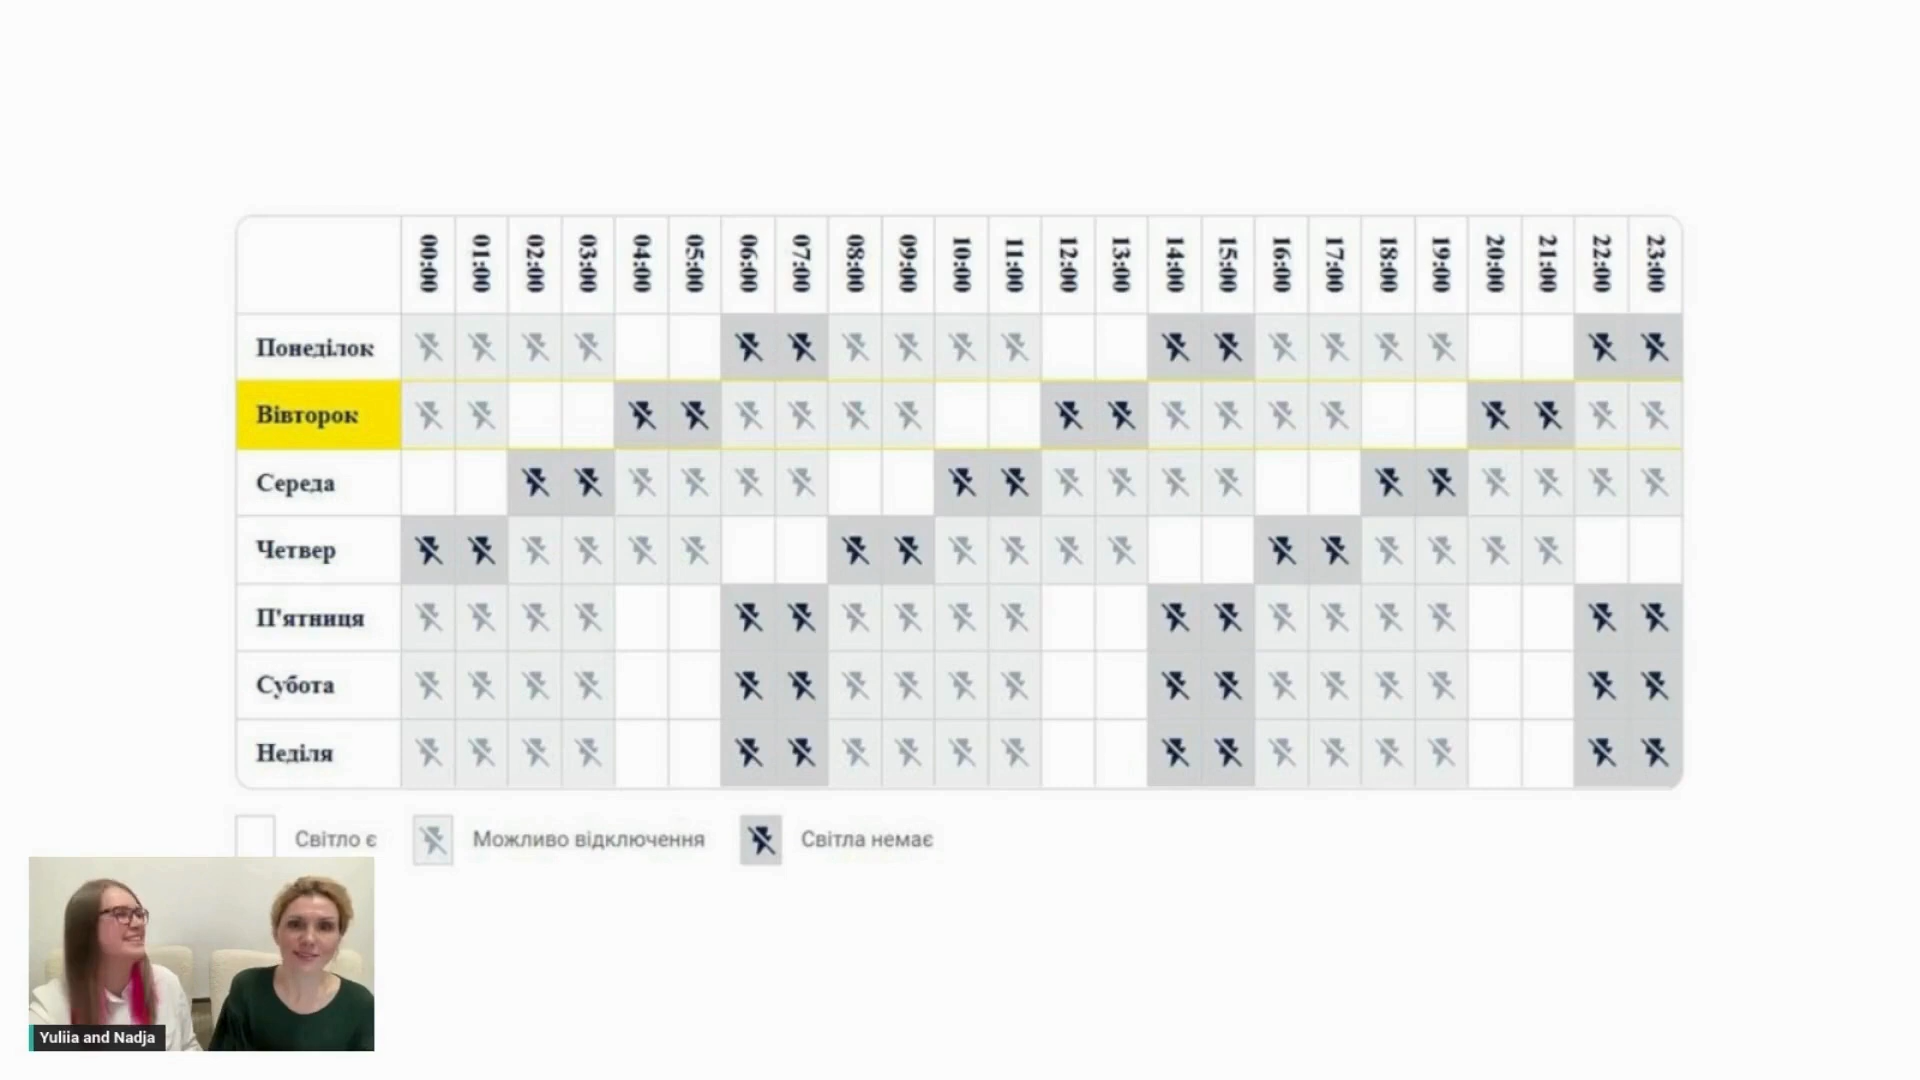 00:00 01:00 02:00 03:00 04:00 05:00 06:00 07:00 08:00 09:00 10:00 11:00 12:00 13:00 14:00 15:00 16:00 17:00 18:00 19:00 20:00 21:00 22:00 23:00
Понеділок
Вівторок
Середа
Четвер
П'ятниця
Субота
Неділя
Світло є Можливо відключення Світла немає
Yuliia and Nadja